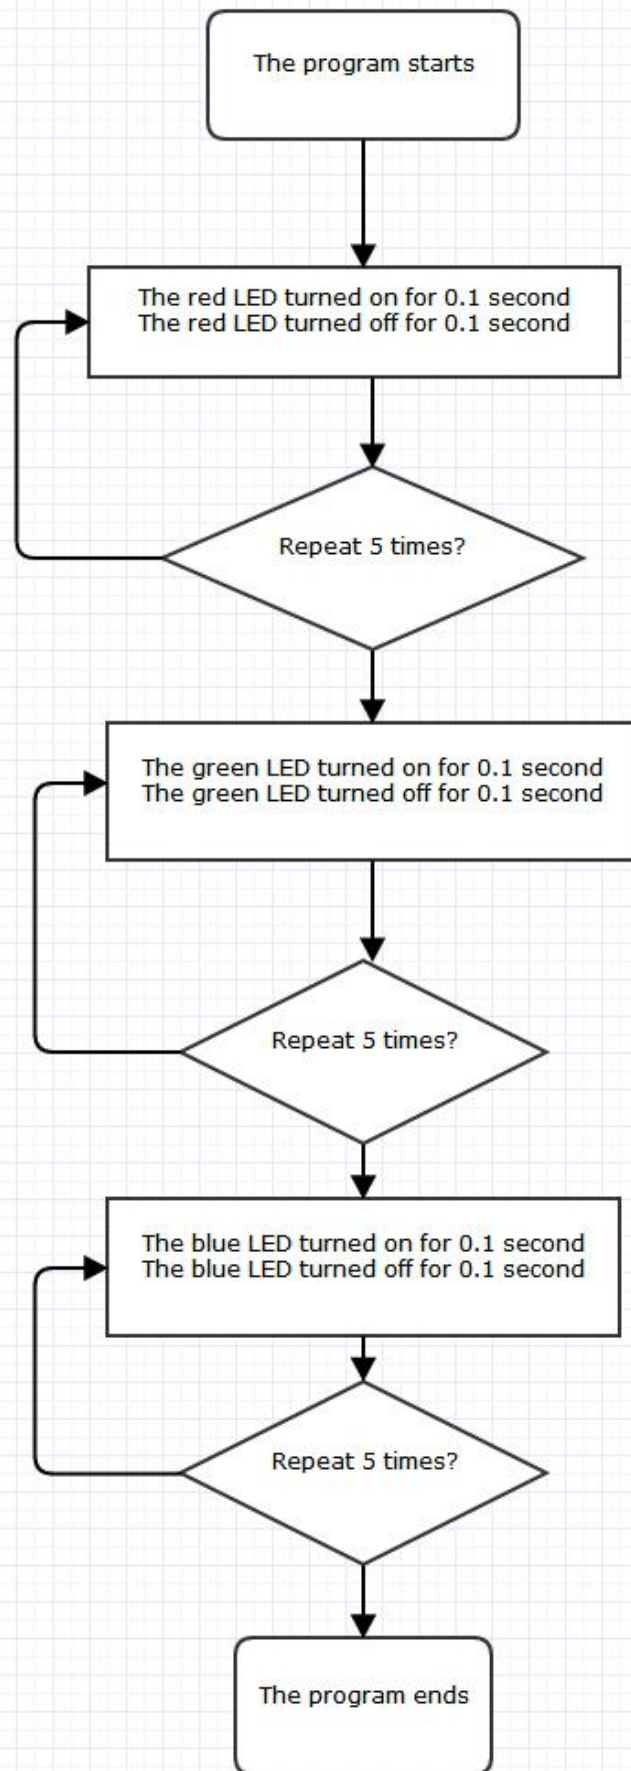 The program starts
The red LED turned on for 0.1 second
The red LED turned off for 0.1 second
Repeat 5 times?
The green LED turned on for 0.1 second
The green LED turned off for 0.1 second
Repeat 5 times?
The blue LED turned on for 0.1 second
The blue LED turned off for 0.1 second
Repeat 5 times?
The program ends